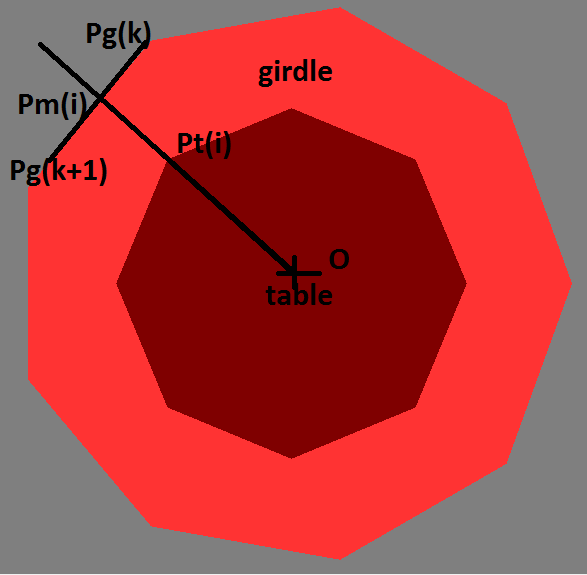 Pg(k)
girdle
Pm(i)
Pt(i)
Pg(k+1)
O
table